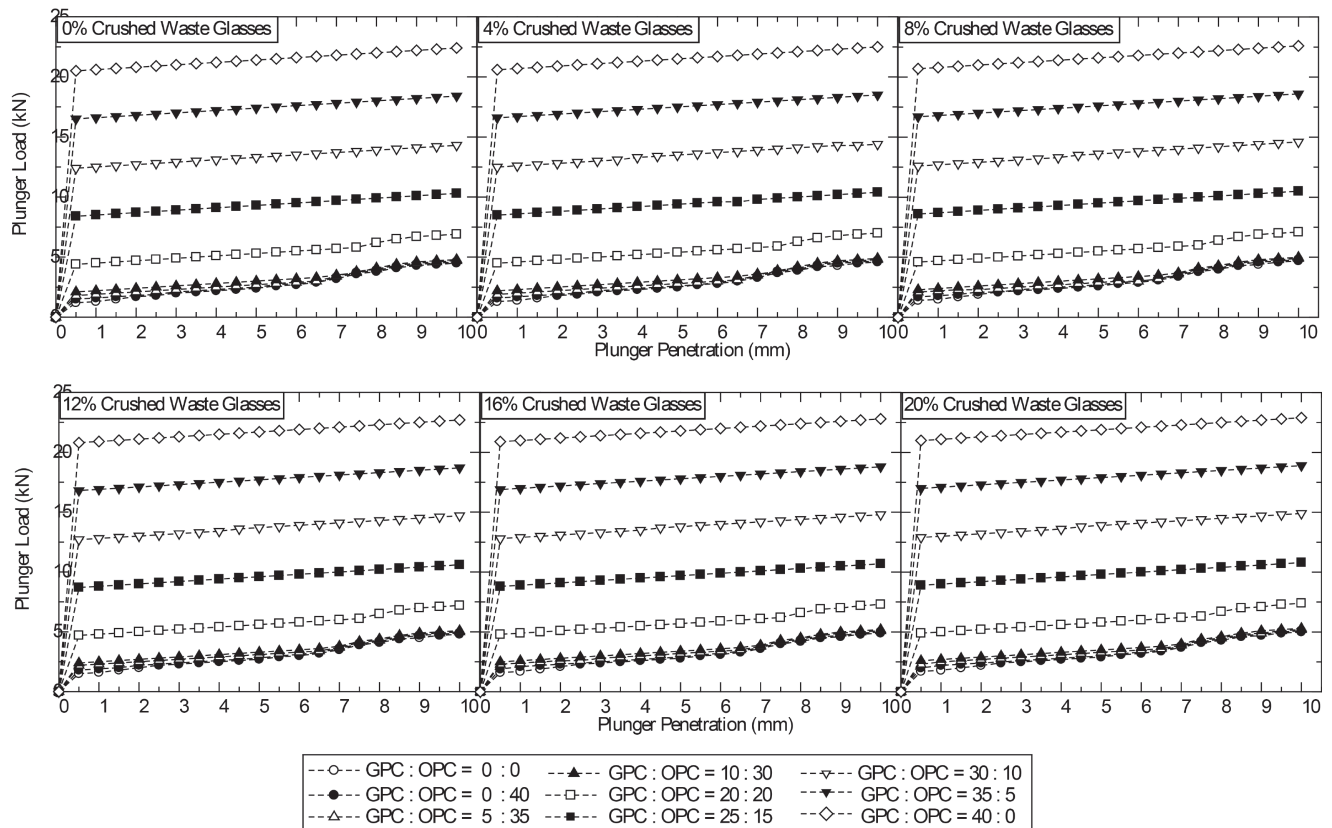 25
0% Crushed Waste Glasses
4% Crushed Waste Glasses
8% Crushed Waste Glasses
20
15
10
5
0
Plunger Load (kN)
0 1 2 3 4 5 6 7 8 9 10
0 1 2 3 4 5 6 7 8 9 10
0 1 2 3 4 5 6 7 8 9 10
Plunger Penetration (mm)
25
12% Crushed Waste Glasses
16% Crushed Waste Glasses
20% Crushed Waste Glasses
20
15
10
5
0
Plunger Load (kN)
0 1 2 3 4 5 6 7 8 9 10
0 1 2 3 4 5 6 7 8 9 10
0 1 2 3 4 5 6 7 8 9 10
Plunger Penetration (mm)
GPC : OPC = 0 : 0
GPC : OPC = 10 : 30
GPC : OPC = 30 : 10
GPC : OPC = 0 : 40
GPC : OPC = 20 : 20
GPC : OPC = 35 : 5
GPC : OPC = 5 : 35
GPC : OPC = 25 : 15
GPC : OPC = 40 : 0